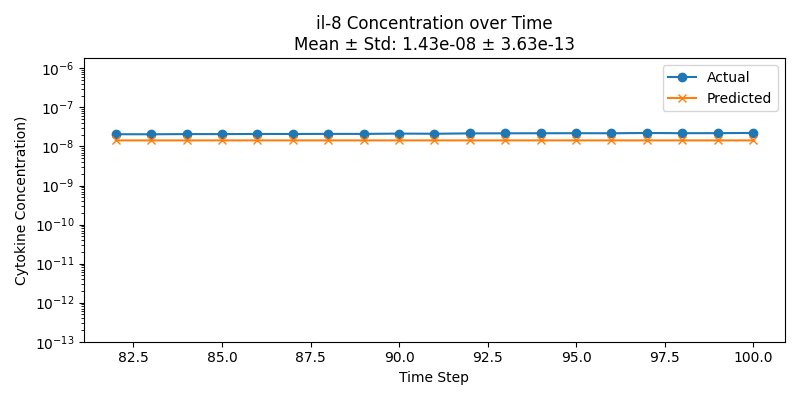 il-8 Concentration over Time
Mean ± Std: 1.43e-08 ± 3.63e-13
Actual
Predicted
Cytokine Concentration)
10⁻⁶
10⁻⁷
10⁻⁸
10⁻⁹
10⁻¹⁰
10⁻¹¹
10⁻¹²
10⁻¹³
82.5 85.0 87.5 90.0 92.5 95.0 97.5 100.0
Time Step